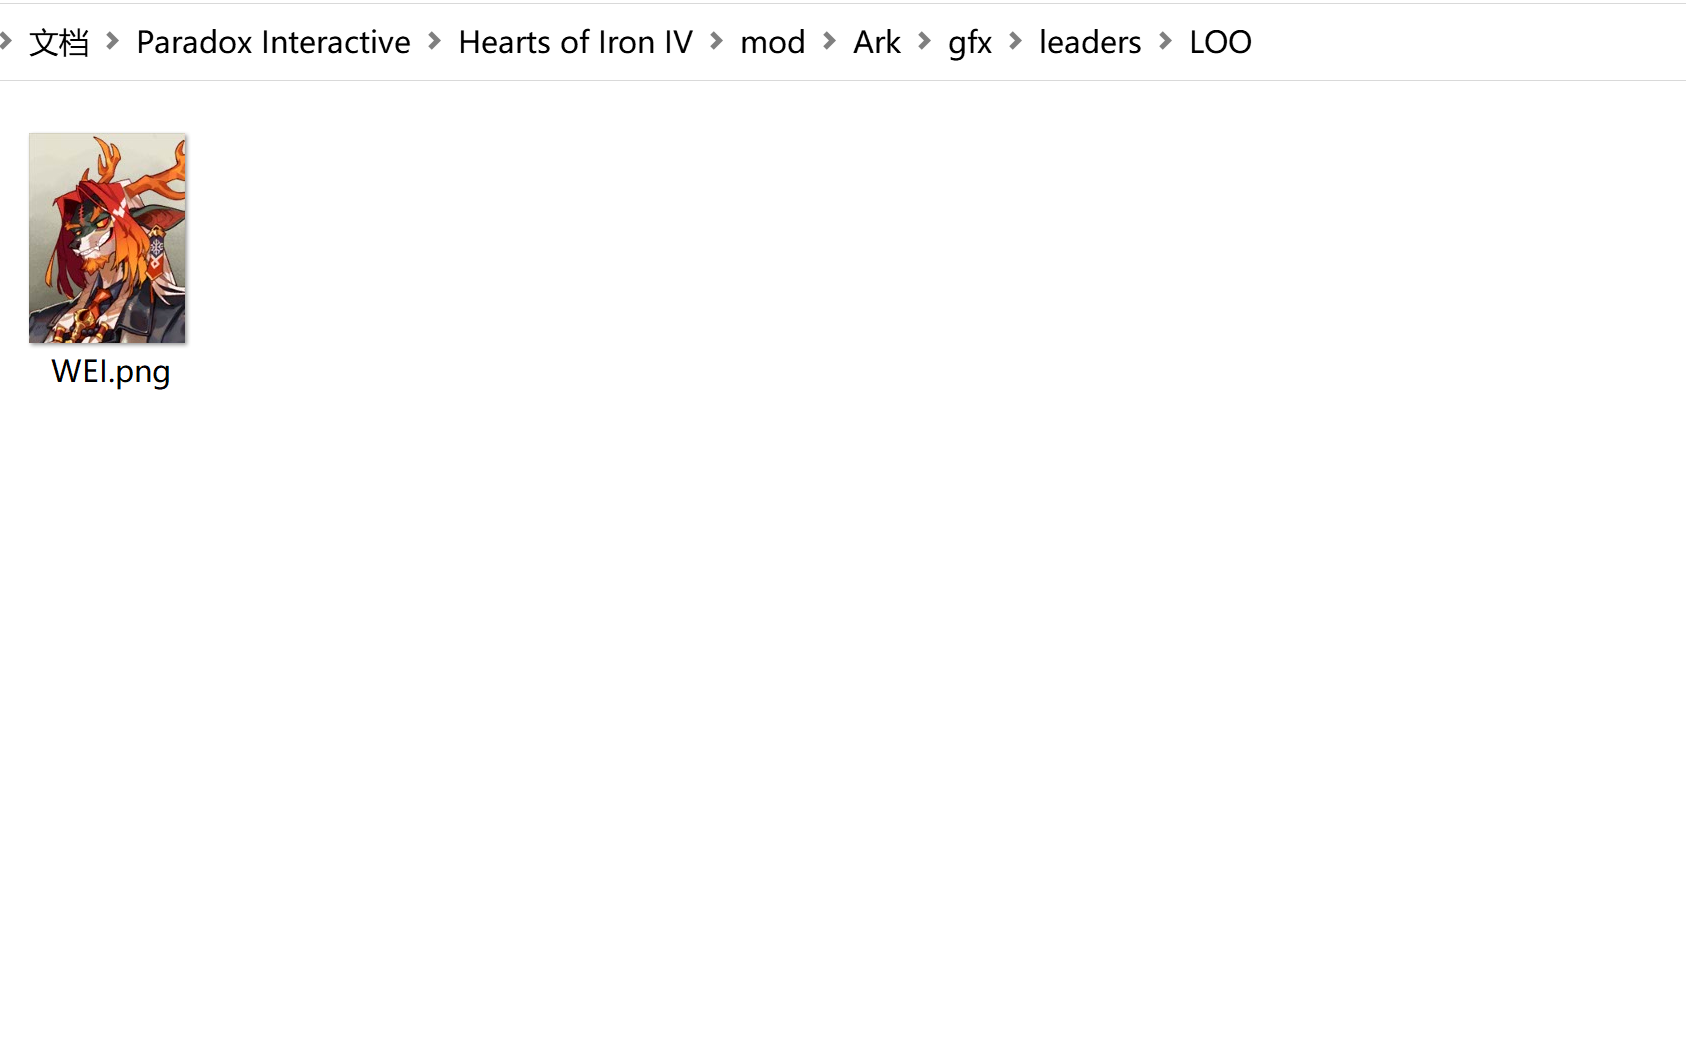 文档 > Paradox Interactive > Hearts of Iron IV > mod > Ark > gfx > leaders > LOO
WEI.png